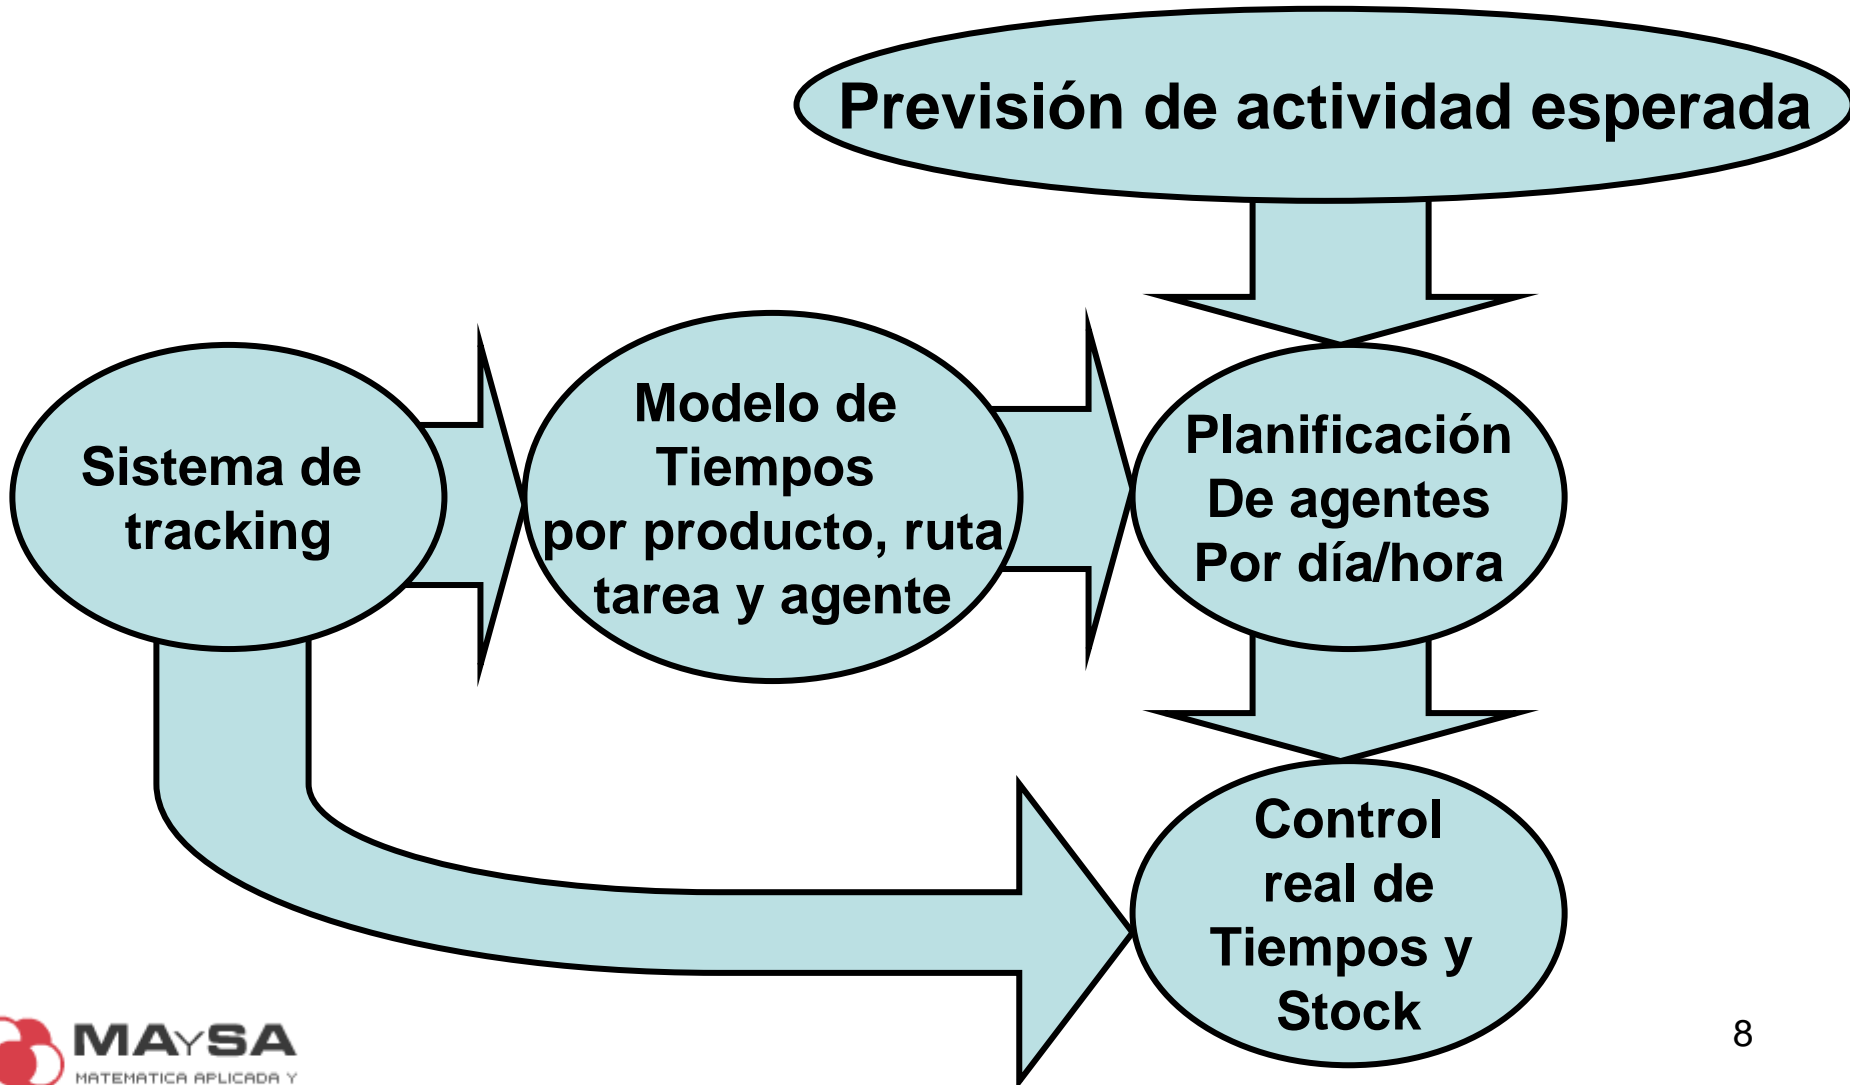 Previsión de actividad esperada
Sistema de
tracking
Modelo de
Tiempos
por producto, ruta
tarea y agente
Planificación
De agentes
Por día/hora
Control
real de
Tiempos y
Stock
MAYSA
MATEMATICA APLICADA Y
8